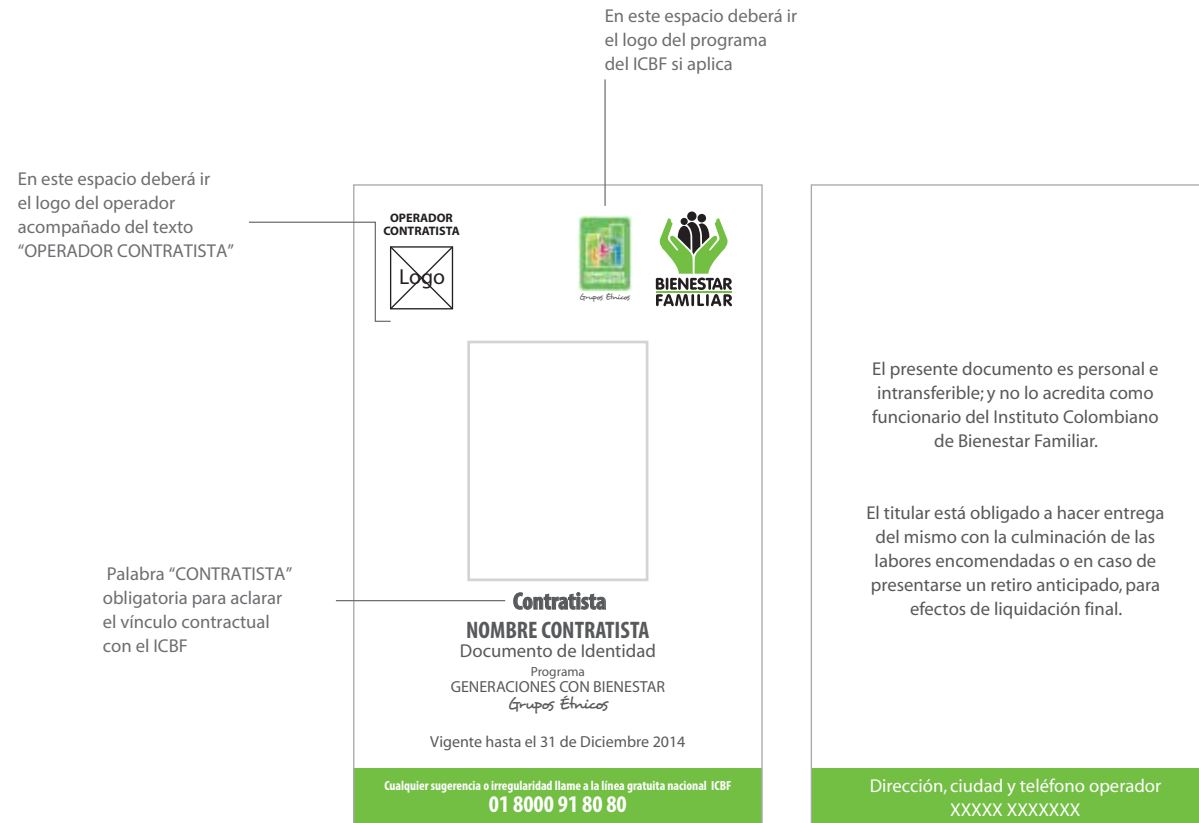 En este espacio deberá ir
el logo del programa
del ICBF si aplica
En este espacio deberá ir
el logo del operador
acompañado del texto
“OPERADOR CONTRATISTA”
OPERADOR
CONTRATISTA
Logo
Grupos Étnicos
BIENESTAR
FAMILIAR
Palabra “CONTRATISTA”
obligatoria para aclarar
el vínculo contractual
con el ICBF
Contratista
NOMBRE CONTRATISTA
Documento de Identidad
Programa
GENERACIONES CON BIENESTAR
Grupos Étnicos
Vigente hasta el 31 de Diciembre 2014
Cualquier sugerencia o irregularidad llame a la línea gratuita nacional ICBF
01 8000 91 80 80
El presente documento es personal e
intransferible; y no lo acredita como
funcionario del Instituto Colombiano
de Bienestar Familiar.
El titular está obligado a hacer entrega
del mismo con la culminación de las
labores encomendadas o en caso de
presentarse un retiro anticipado, para
efectos de liquidación final.
Dirección, ciudad y teléfono operador
XXXXX XXXXXXX